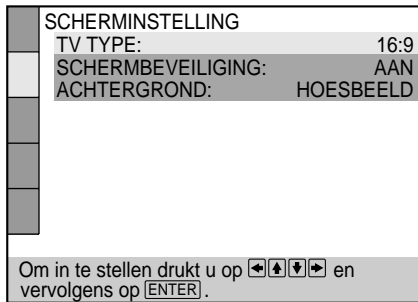 SCHERMINSTELLING
TV TYPE: 16:9
SCHERMBEVEILIGING: AAN
ACHTERGROND: HOESBEELD
Om in te stellen drukt u op ←↑↓→ en
vervolgens op ENTER.